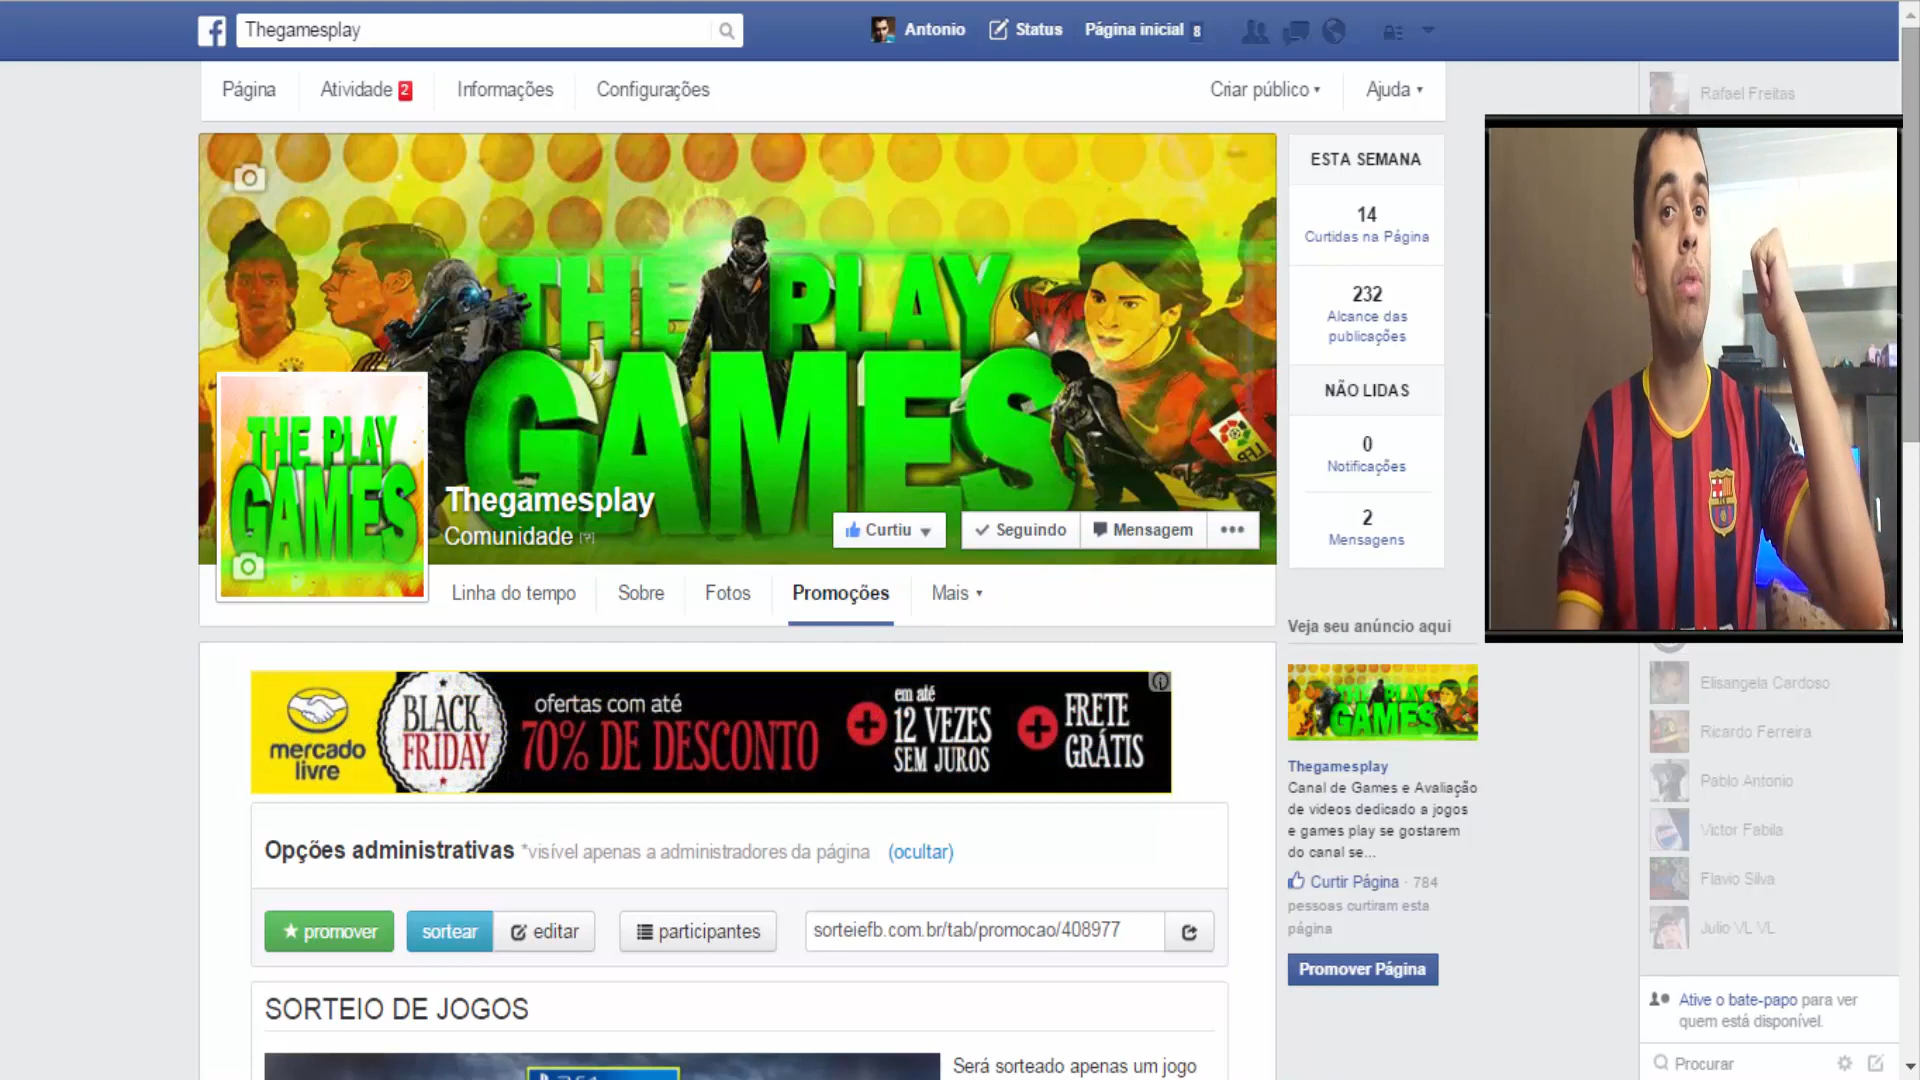 Thegamesplay
Antonio
Status
Página inicial 8
Página
Atividade 2
Informações
Configurações
Criar público
Ajuda
Rafael Freitas
THE PLAY
GAMES
THE PLAY
GAMES
Thegamesplay
Comunidade
Curtiu
Seguindo
Mensagem
ESTA SEMANA
14
Curtidas na Página
232
Alcance das
publicações
NÃO LIDAS
0
Notificações
2
Mensagens
Linha do tempo
Sobre
Fotos
Promoções
Mais
Veja seu anúncio aqui
THE PLAY
GAMES
Thegamesplay
Canal de Games e Avaliação
de videos dedicado a jogos
e games play se gostarem
do canal se...
Curtir Página · 784
pessoas curtiram esta
página
Promover Página
mercado
livre
BLACK
FRIDAY
ofertas com até
70% DE DESCONTO
+
em até
12 VEZES
SEM JUROS
+
FRETE
GRÁTIS
Opções administrativas *visível apenas a administradores da página (ocultar)
promover
sortear
editar
participantes
sorteiefb.com.br/tab/promocao/408977
SORTEIO DE JOGOS
Será sorteado apenas um jogo
Elisangela Cardoso
Ricardo Ferreira
Pablo Antonio
Victor Fabila
Flavio Silva
Julio VL VL
Ative o bate-papo para ver
quem está disponível.
Procurar